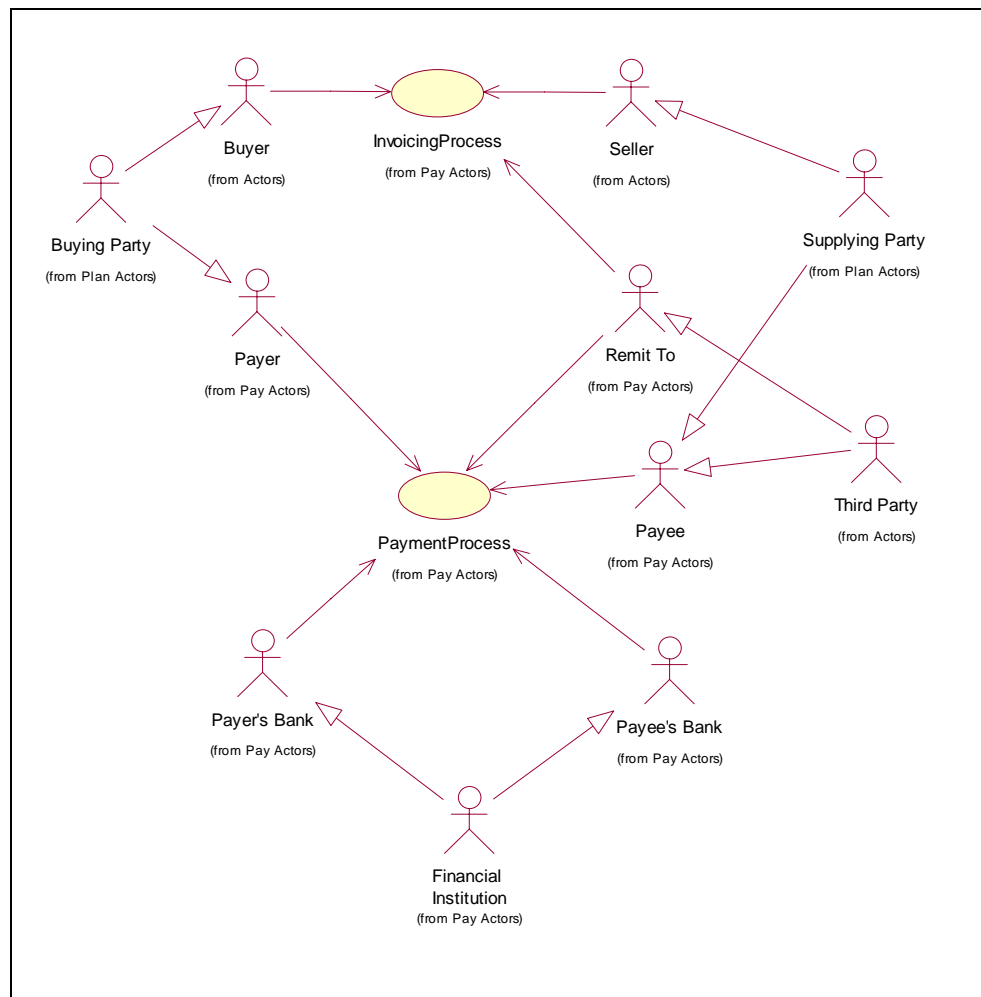 Buyer
(from Actors)
InvoicingProcess
(from Pay Actors)
Seller
(from Actors)
Buying Party
(from Plan Actors)
Supplying Party
(from Plan Actors)
Payer
(from Pay Actors)
Remit To
(from Pay Actors)
PaymentProcess
(from Pay Actors)
Payee
(from Pay Actors)
Third Party
(from Actors)
Payer's Bank
(from Pay Actors)
Payee's Bank
(from Pay Actors)
Financial
Institution
(from Pay Actors)